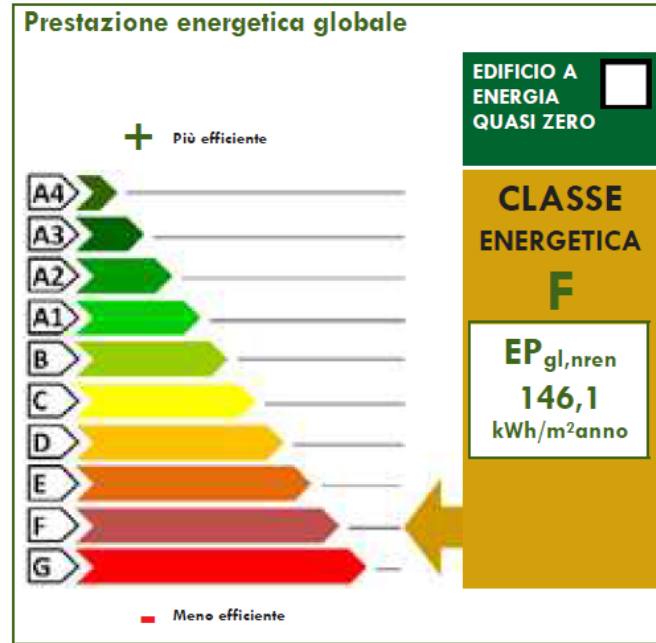 Prestazione energetica globale
EDIFICIO A
ENERGIA
QUASI ZERO
+ Più efficiente
A4
A3
A2
A1
B
C
D
E
F
G
- Meno efficiente
CLASSE
ENERGETICA
F
EPgl,nren
146,1
kWh/m²anno